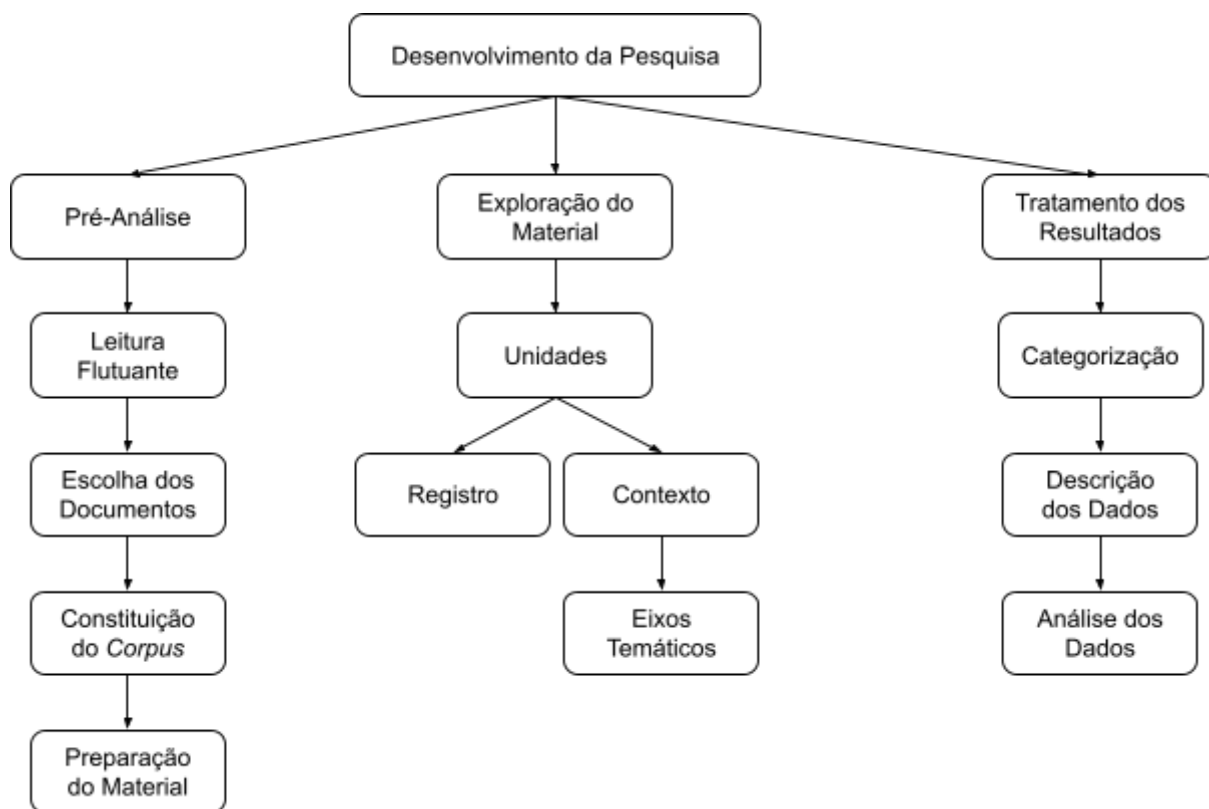 Desenvolvimento da Pesquisa
Pré-Análise
Exploração do
Material
Tratamento dos
Resultados
Leitura
Flutuante
Unidades
Categorização
Escolha dos
Documentos
Registro
Contexto
Descrição
dos Dados
Constituição
do Corpus
Eixos
Temáticos
Análise dos
Dados
Preparação
do Material